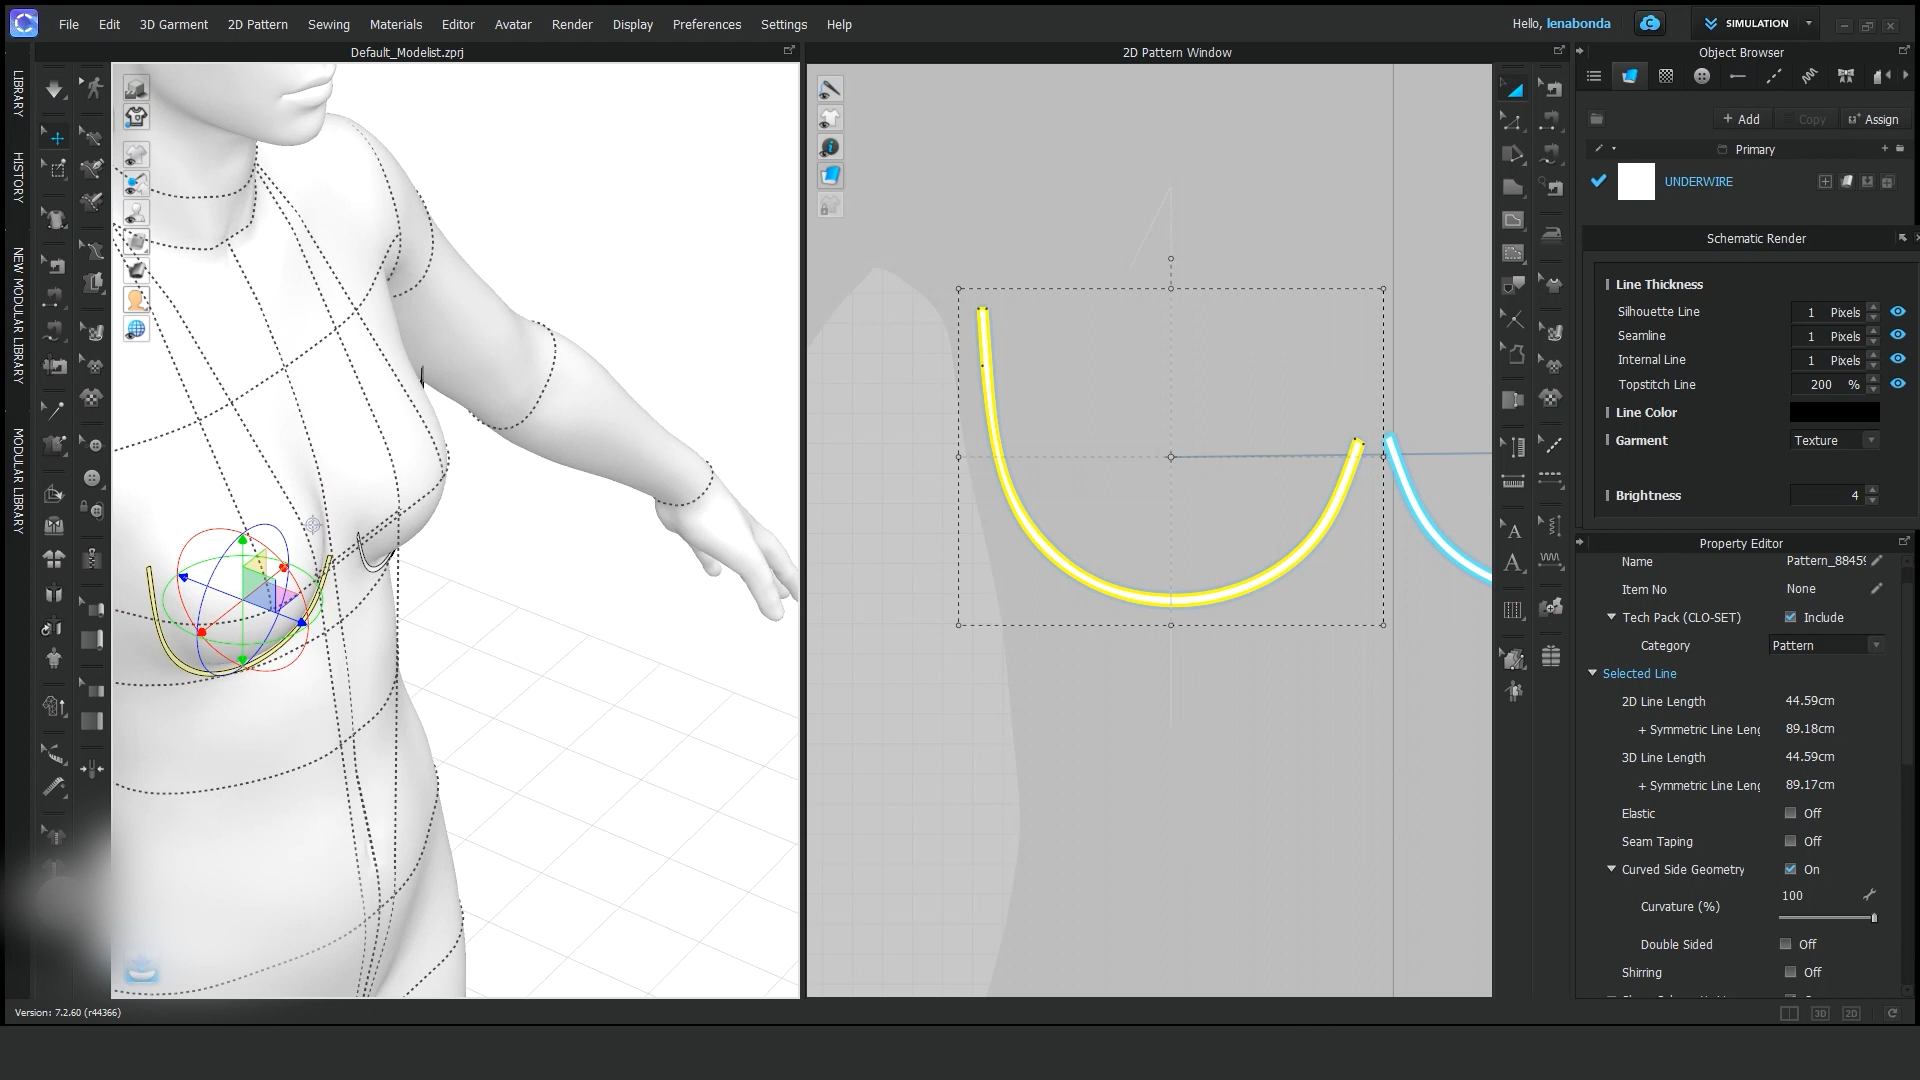 File Edit 3D Garment 2D Pattern Sewing Materials Editor Avatar Render Display Preferences Settings Help
Hello, lenabonda
SIMULATION
Default_Modelist.zprj
2D Pattern Window
Object Browser
LIBRARY
HISTORY
NEW MODULAR LIBRARY
MODULAR LIBRARY
+ Add Copy Assign
Primary
UNDERWIRE
Schematic Render
Line Thickness
Silhouette Line 1 Pixels
Seamline 1 Pixels
Internal Line 1 Pixels
Topstitch Line 200 %
Line Color
Garment Texture
Brightness 4
Property Editor
Name Pattern_8845
Item No None
Tech Pack (CLO-SET) Include
Category Pattern
Selected Line
2D Line Length 44.59cm
+ Symmetric Line Leng 89.18cm
3D Line Length 44.59cm
+ Symmetric Line Leng 89.17cm
Elastic Off
Seam Taping Off
Curved Side Geometry On
100
Curvature (%)
Double Sided Off
Shirring Off
Version: 7.2.60 (r44366)
3D 2D